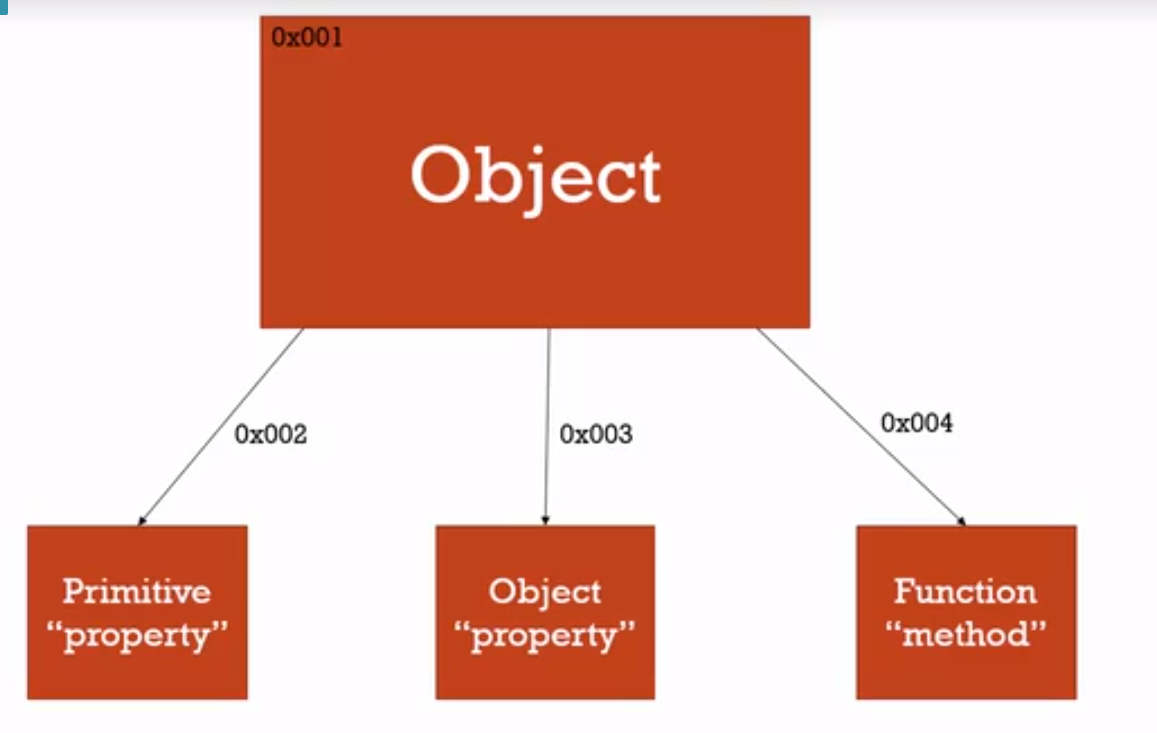 0x001
Object
0x002
0x003
0x004
Primitive
“property”
Object
“property”
Function
“method”